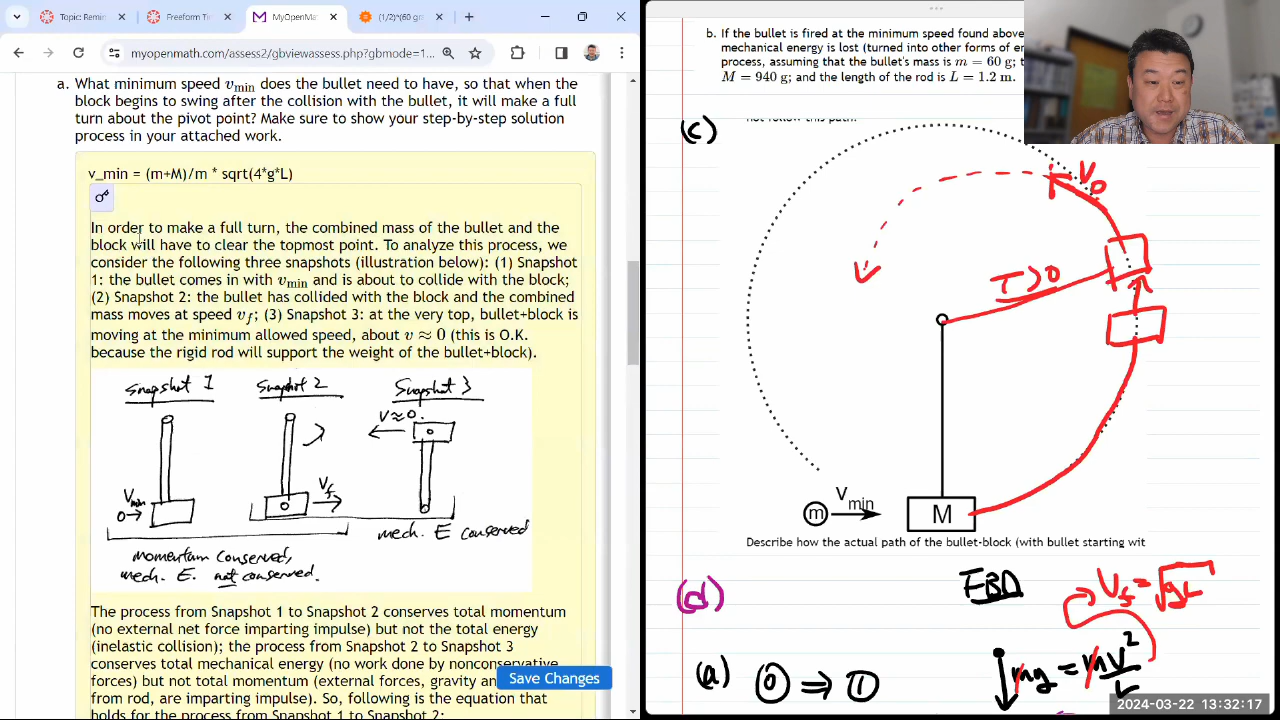 Topic: Rem
Freeform T
MyOpenMa
(1/2)*(60 g
myopenmath.com/assess2/gbviewassess.php?gbmode=1...
a. What minimum speed v_min does the bullet need to have, so that when the
block begins to swing after the collision with the bullet, it will make a full
turn about the pivot point? Make sure to show your step-by-step solution
process in your attached work.
v_min = (m+M)/m * sqrt(4*g*L)
In order to make a full turn, the combined mass of the bullet and the
block will have to clear the topmost point. To analyze this process, we
consider the following three snapshots (illustration below): (1) Snapshot
1: the bullet comes in with v_min and is about to collide with the block;
(2) Snapshot 2: the bullet has collided with the block and the combined
mass moves at speed v_f; (3) Snapshot 3: at the very top, bullet+block is
moving at the minimum allowed speed, about v ≈ 0 (this is O.K.
because the rigid rod will support the weight of the bullet+block).
Snapshot 1
Snapshot 2
Snapshot 3
V≈0.
Vmin
Vf
mech. E conserved
momentum conserved,
mech. E. not conserved.
The process from Snapshot 1 to Snapshot 2 conserves total momentum
(no external net force imparting impulse) but not the total energy
(inelastic collision); the process from Snapshot 2 to Snapshot 3
conserves total mechanical energy (no work done by nonconservative
forces) but not total momentum (external forces,
gravity an
from
rod, are imparting impulse). So, following is the equation that
holds for the process from Snapshot 1 to Snapshot 2.
Save Changes
b. If the bullet is fired at the minimum speed found above
mechanical energy is lost (turned into other forms of en
process, assuming that the bullet's mass is m = 60 g; t
M = 940 g; and the length of the rod is L = 1.2 m.
not follow this path.
(c)
V0
T>0
m
Vmin
M
Describe how the actual path of the bullet-block (with bullet starting wit
(d)
FBD
Vf = √gL
(a) 0 ⇒ 1
mg = mv²/L
2024-03-22 13:32:17